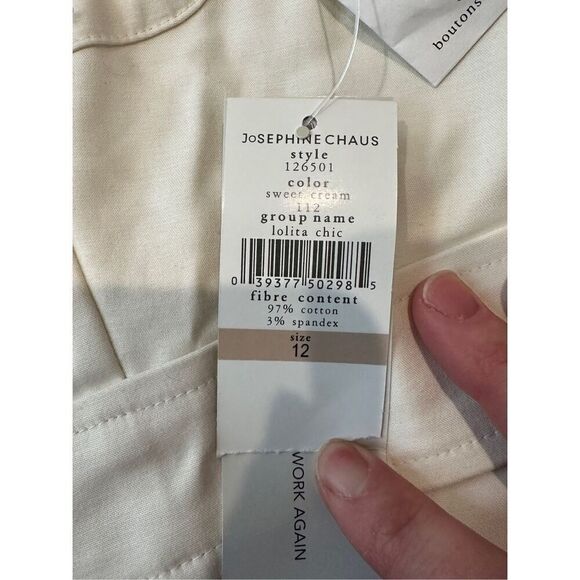 boutons
JOSEPHINE CHAUS
style
126501
color
sweet cream
112
group name
lolita chic
0 39377 50298 5
fibre content
97% cotton
3% spandex
size
12
WORK AGAIN